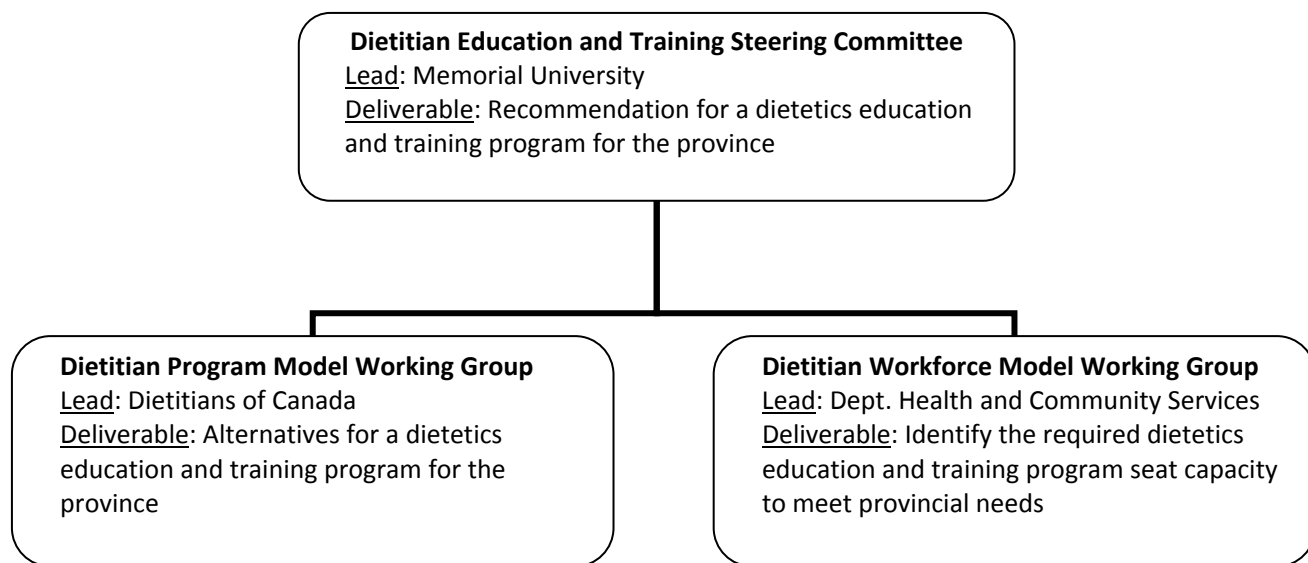 Dietitian Education and Training Steering Committee
Lead: Memorial University
Deliverable: Recommendation for a dietetics education
and training program for the province
Dietitian Program Model Working Group
Lead: Dietitians of Canada
Deliverable: Alternatives for a dietetics
education and training program for the
province
Dietitian Workforce Model Working Group
Lead: Dept. Health and Community Services
Deliverable: Identify the required dietetics
education and training program seat capacity
to meet provincial needs